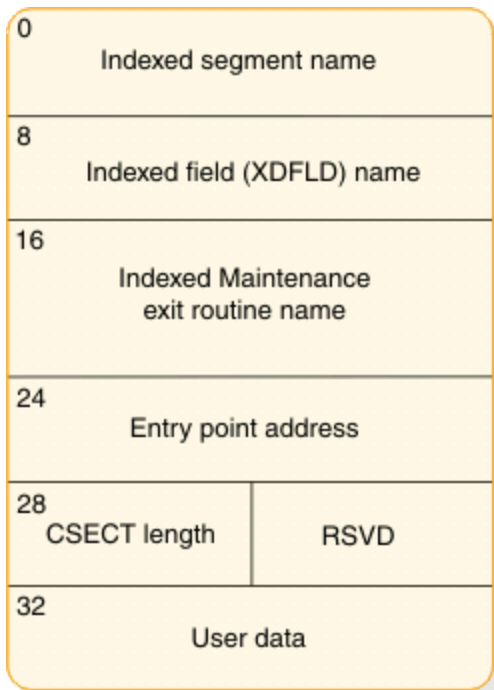 0
Indexed segment name
8
Indexed field (XDFLD) name
16
Indexed Maintenance
exit routine name
24
Entry point address
28
CSECT length RSVD
32
User data